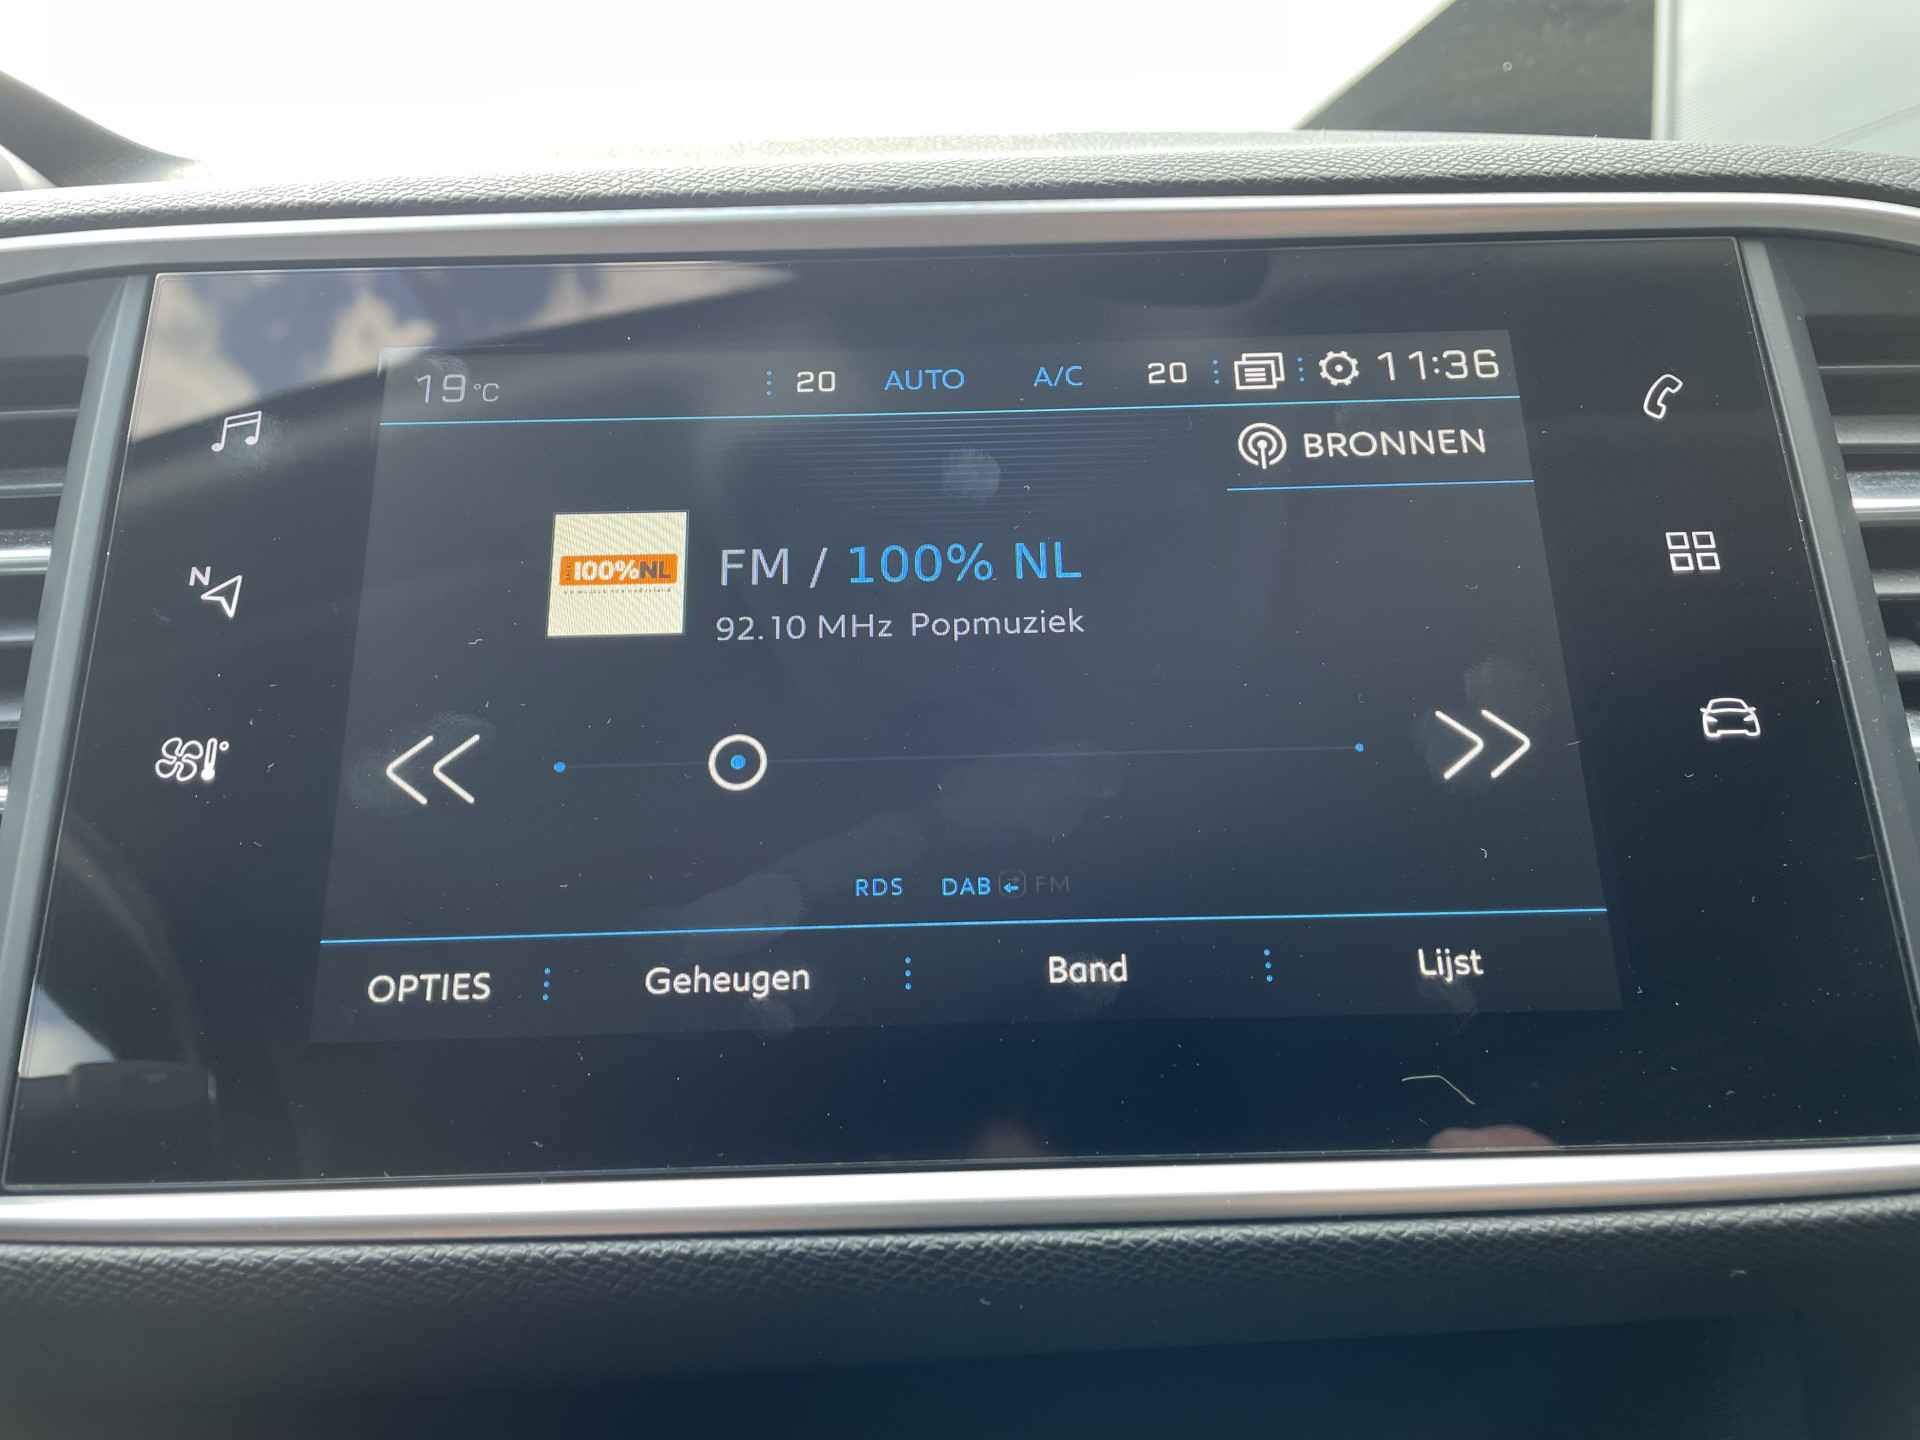 19°C 20 AUTO A/C 20 11:36
BRONNEN
100%NL
FM / 100% NL
92.10 MHz Popmuziek
N
RDS DAB FM
OPTIES Geheugen Band Lijst